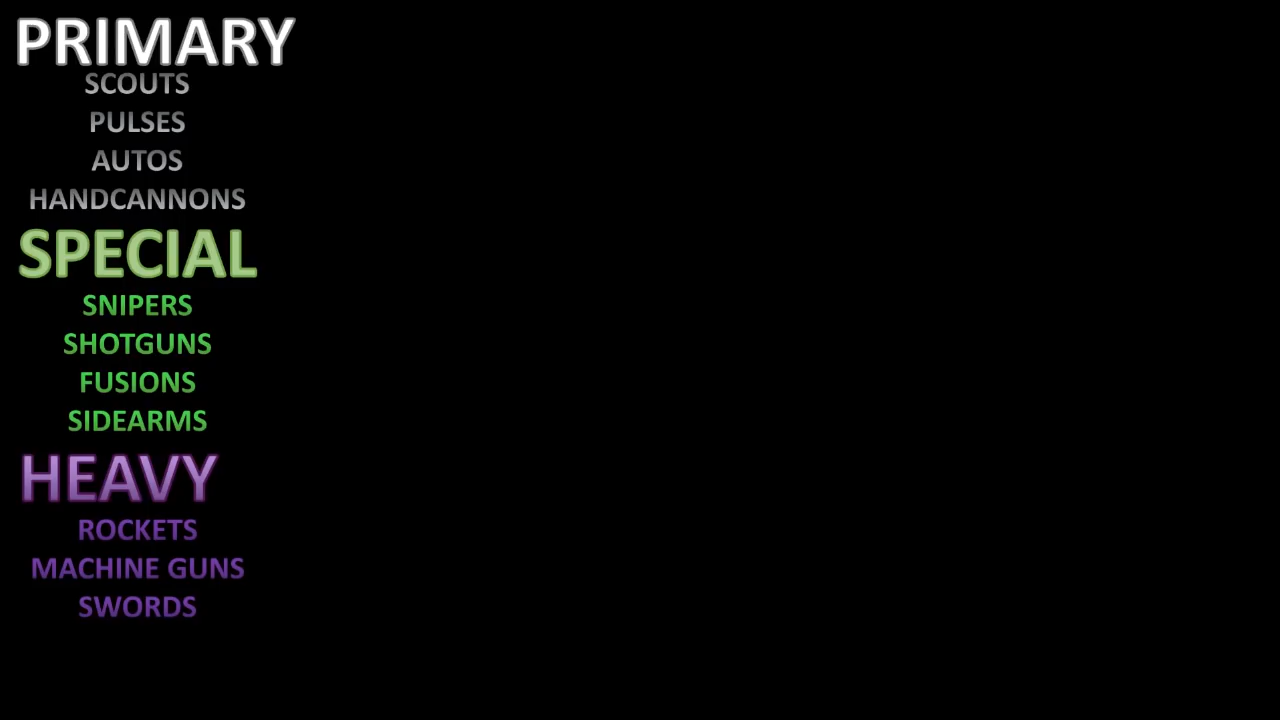 PRIMARY
SCOUTS
PULSES
AUTOS
HANDCANNONS
SPECIAL
SNIPERS
SHOTGUNS
FUSIONS
SIDEARMS
HEAVY
ROCKETS
MACHINE GUNS
SWORDS